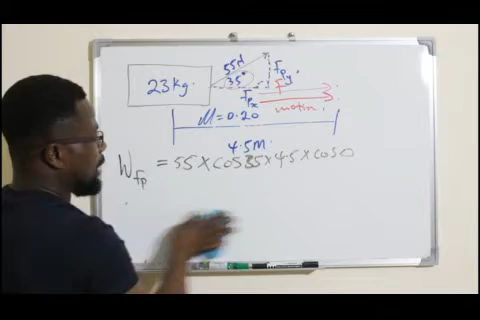 55N
35°
Fpy
23kg.
F
Fpx
motion.
M = 0.20
4.5M.
WFp = 55 x cos35 x 4.5 x cos0